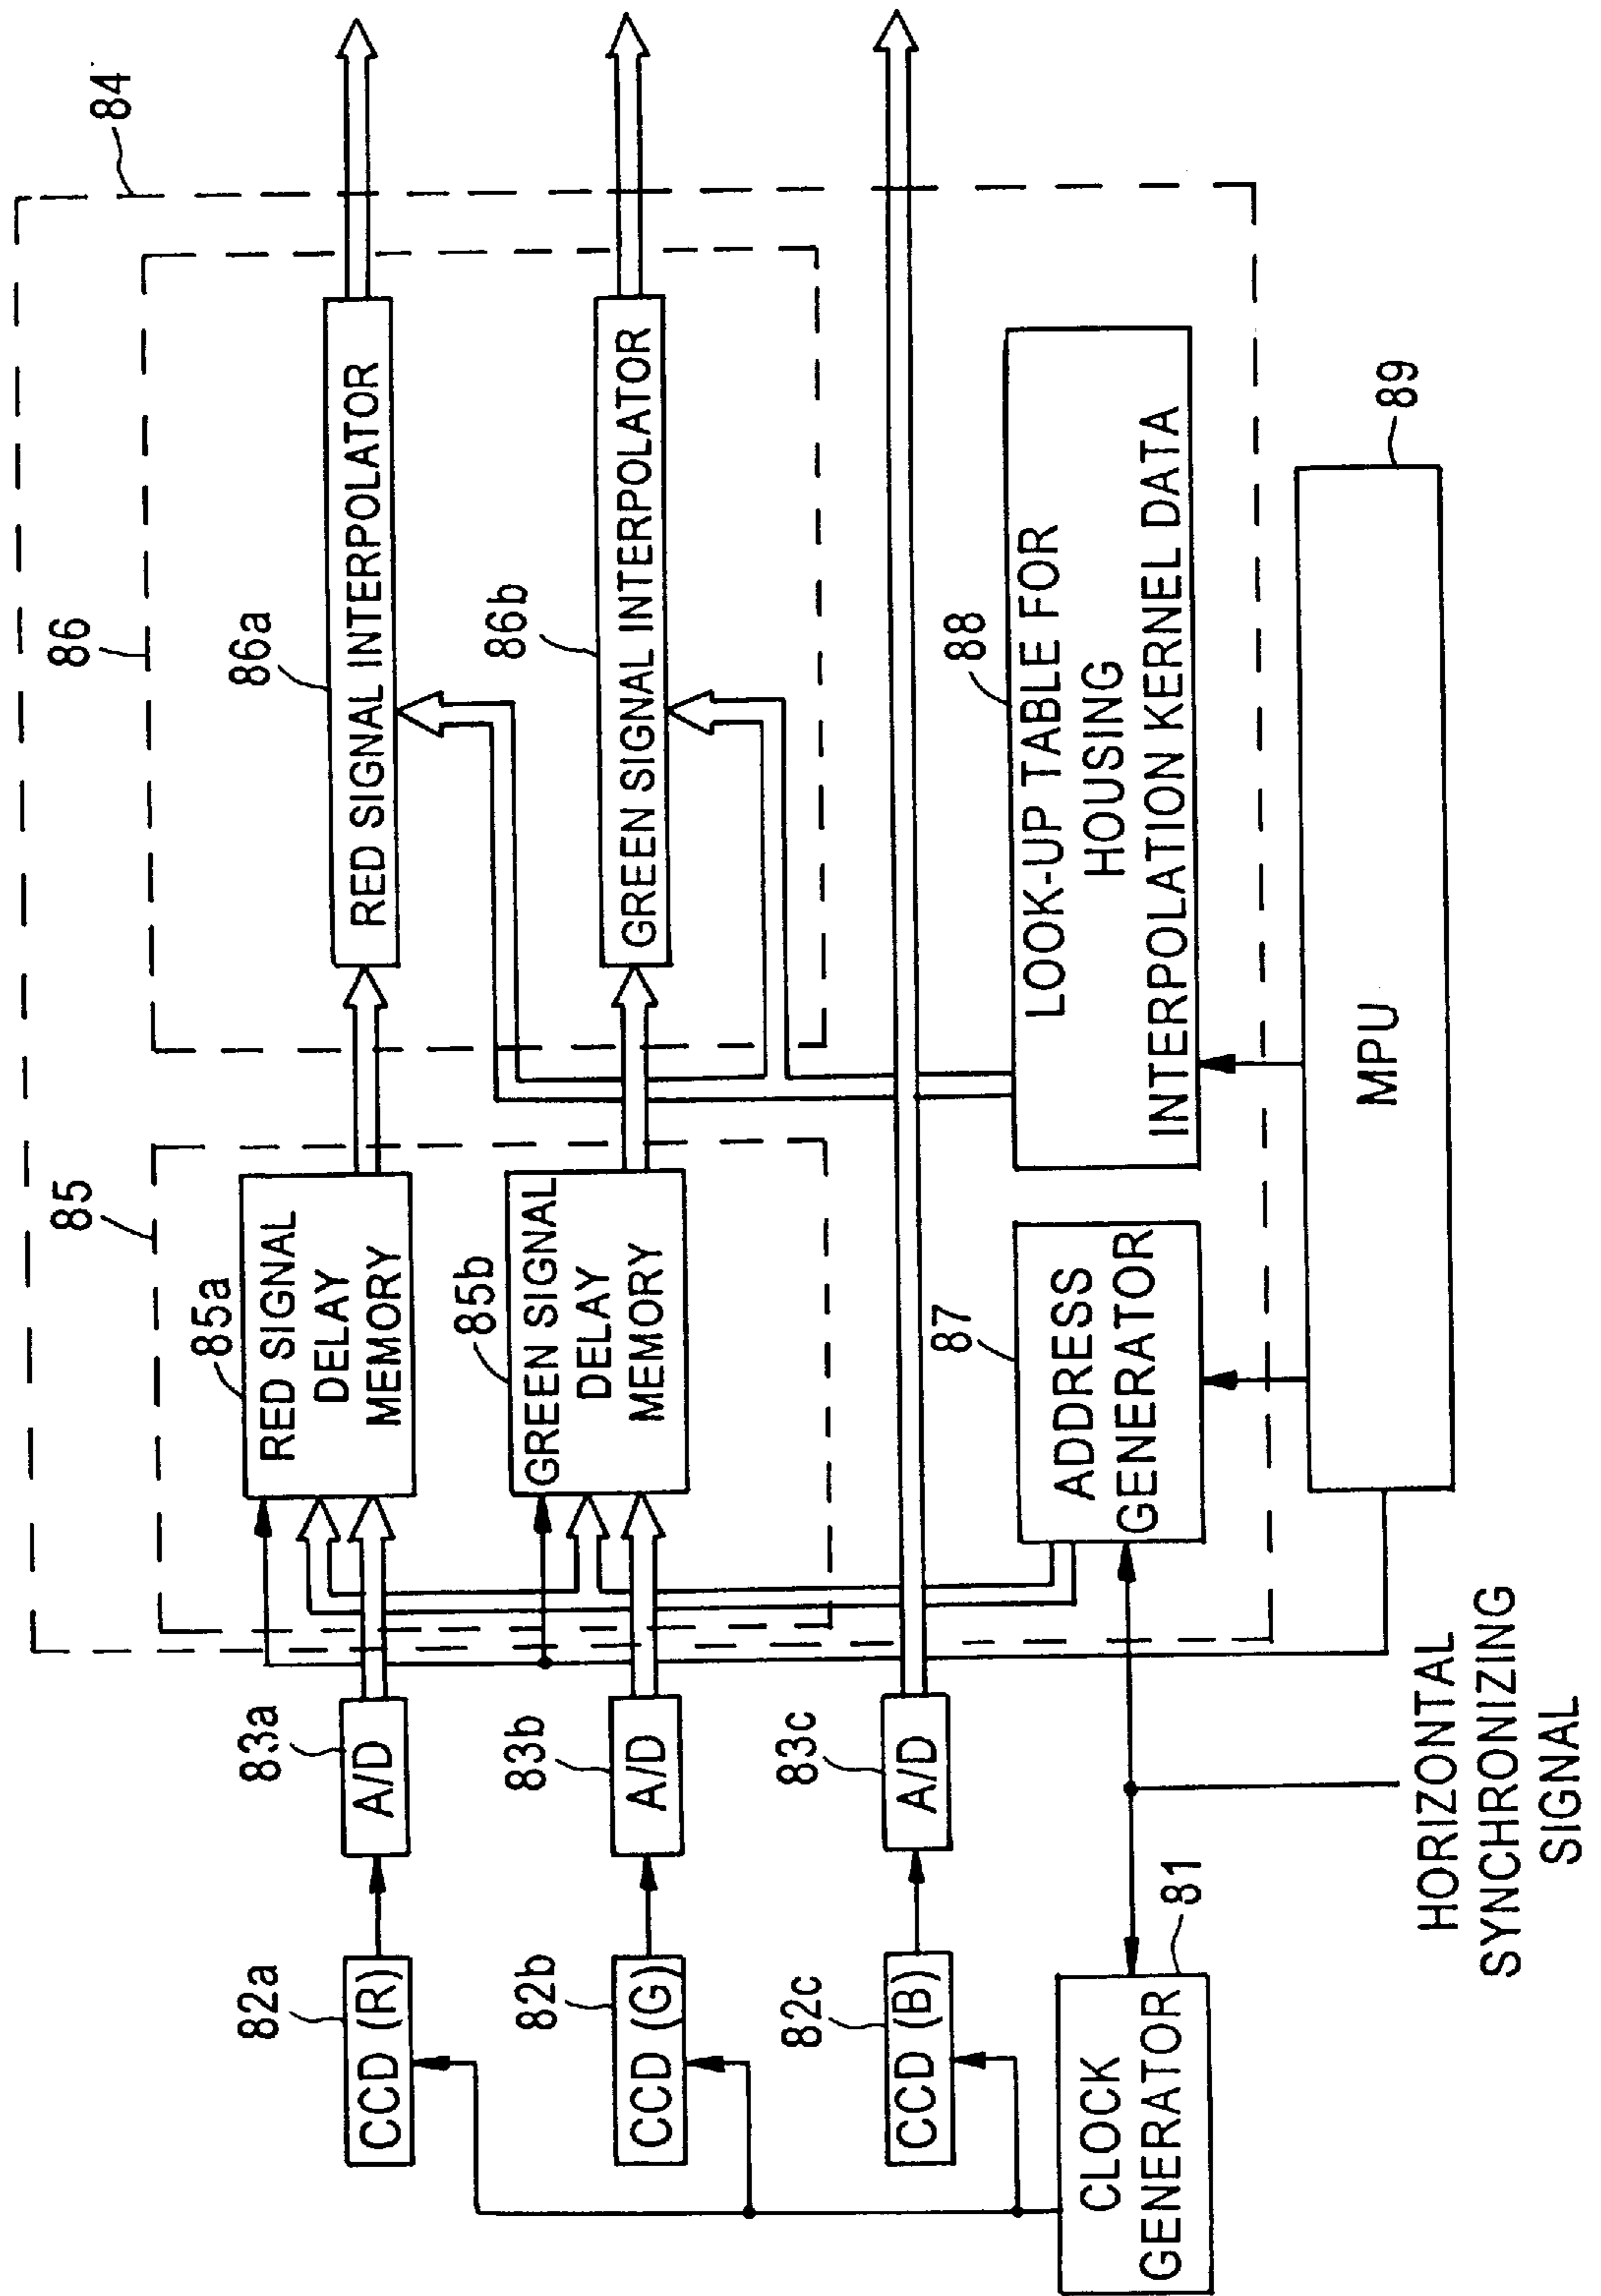 84
86
86a
RED SIGNAL INTERPOLATOR
86b
GREEN SIGNAL INTERPOLATOR
85
85a
RED SIGNAL
DELAY
MEMORY
85b
GREEN SIGNAL
DELAY
MEMORY
88
LOOK-UP TABLE FOR
HOUSING
INTERPOLATION KERNEL DATA
87
ADDRESS
GENERATOR
89
MPU
83a
A/D
83b
A/D
83c
A/D
82a
CCD (R)
82b
CCD (G)
82c
CCD (B)
81
CLOCK
GENERATOR
HORIZONTAL
SYNCHRONIZING
SIGNAL